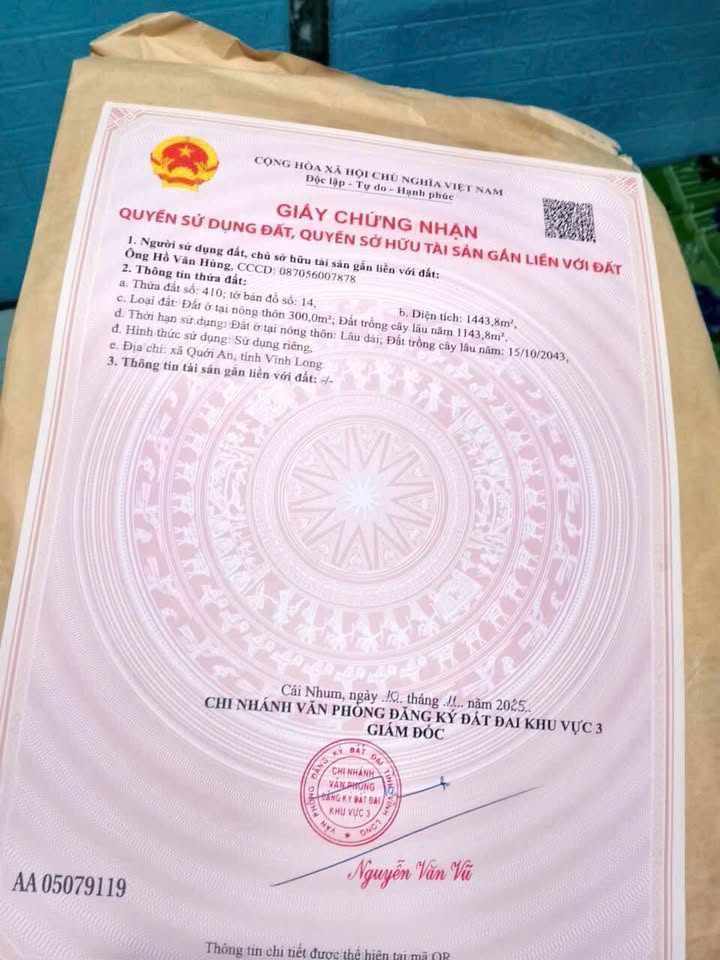 CỘNG HÒA XÃ HỘI CHỦ NGHĨA VIỆT NAM
Độc lập - Tự do - Hạnh phúc
GIẤY CHỨNG NHẬN
QUYỀN SỬ DỤNG ĐẤT, QUYỀN SỞ HỮU TÀI SẢN GẮN LIỀN VỚI ĐẤT
1. Người sử dụng đất, chủ sở hữu tài sản gắn liền với đất:
Ông Hồ Văn Hùng, CCCD: 087056007878
2. Thông tin thửa đất:
a. Thửa đất số: 410; tờ bản đồ số: 14, b. Diện tích: 1443,8m²,
c. Loại đất: Đất ở tại nông thôn 300,0m²; Đất trồng cây lâu năm 1143,8m²,
d. Thời hạn sử dụng: Đất ở tại nông thôn: Lâu dài; Đất trồng cây lâu năm: 15/10/2043,
đ. Hình thức sử dụng: Sử dụng riêng,
e. Địa chỉ: xã Quới An, tỉnh Vĩnh Long.
3. Thông tin tài sản gắn liền với đất: -/-
Cái Nhum, ngày 10 tháng 11 năm 2025.
CHI NHÁNH VĂN PHÒNG ĐĂNG KÝ ĐẤT ĐAI KHU VỰC 3
GIÁM ĐỐC
VĂN PHÒNG ĐĂNG KÝ ĐẤT ĐAI TỈNH VĨNH LONG
CHI NHÁNH
VĂN PHÒNG
ĐĂNG KÝ ĐẤT ĐAI
KHU VỰC 3
Nguyễn Văn Vũ
AA 05079119
Thông tin chi tiết được thể hiện tại mã QR